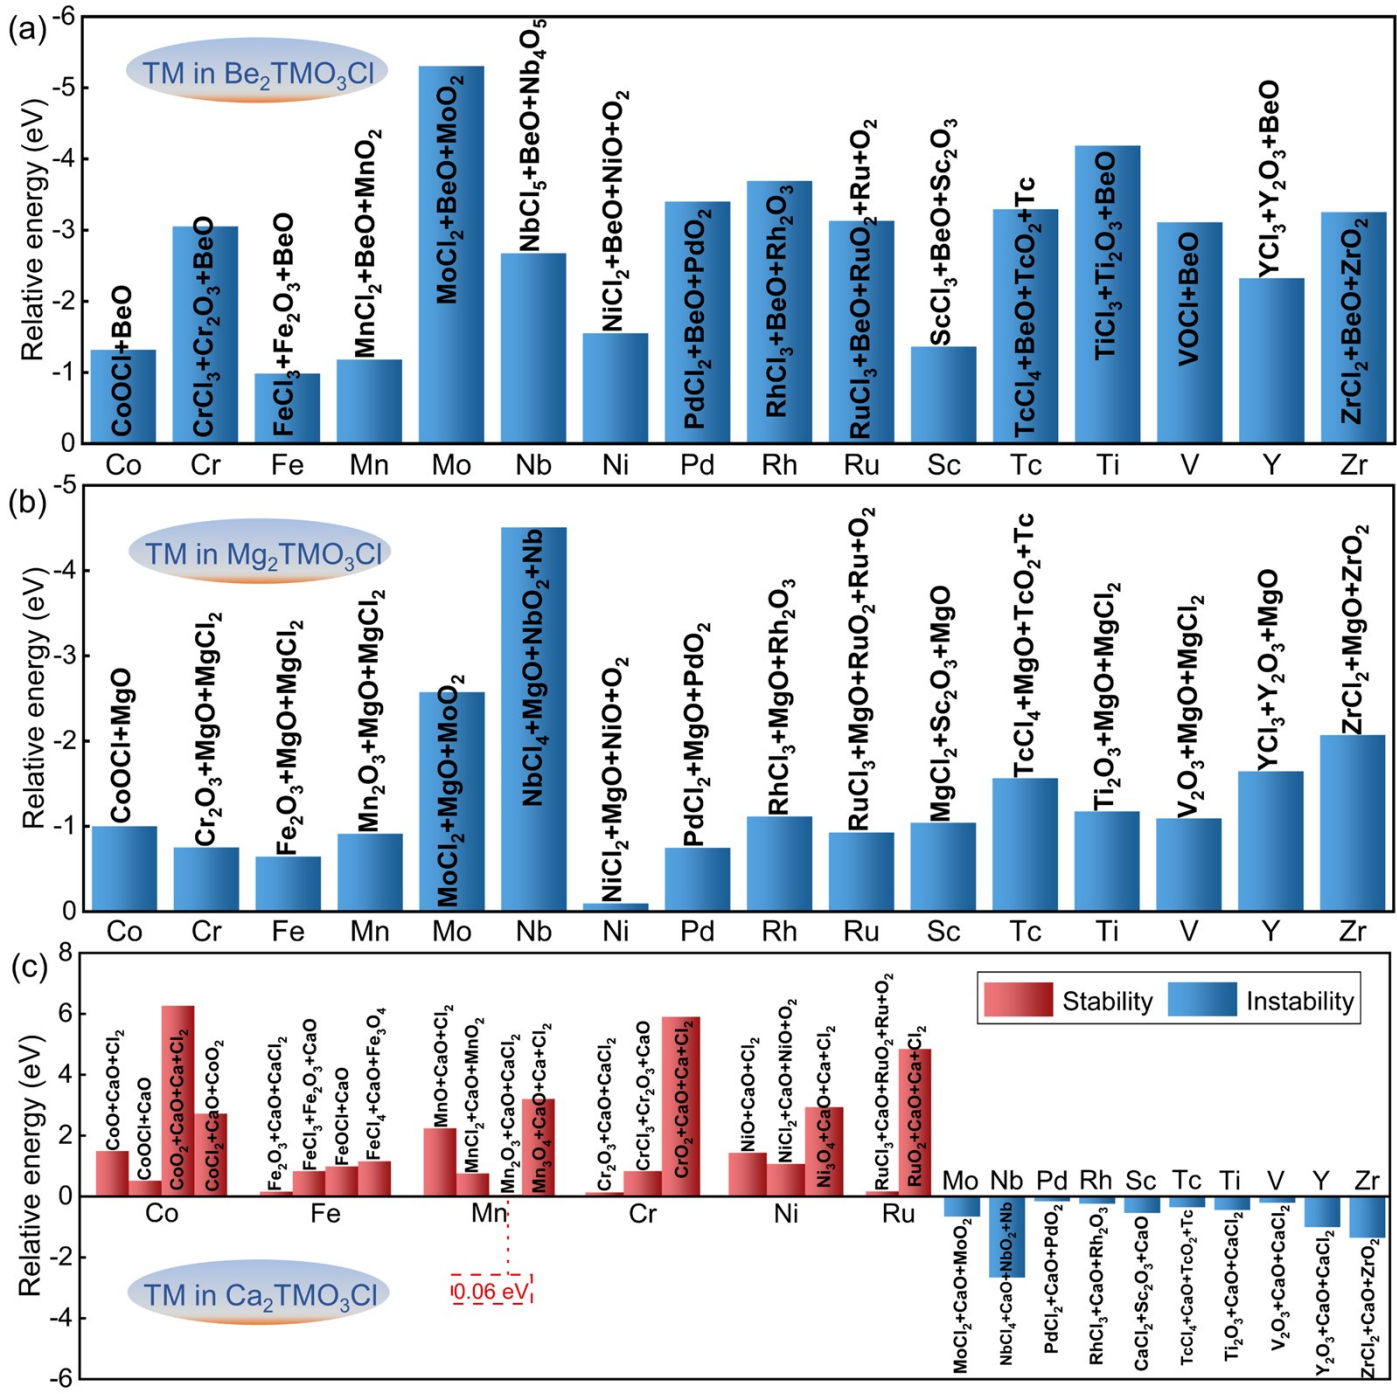 (a)
Relative energy (eV)
-6
-5
-4
-3
-2
-1
0
TM in Be₂TMO₃Cl
CoOCl+BeO
CrCl₃+Cr₂O₃+BeO
FeCl₃+Fe₂O₃+BeO
MnCl₂+BeO+MnO₂
MoCl₂+BeO+MoO₂
NbCl₅+BeO+Nb₄O₅
NiCl₂+BeO+NiO+O₂
PdCl₂+BeO+PdO₂
RhCl₃+BeO+Rh₂O₃
RuCl₃+BeO+RuO₂+Ru+O₂
ScCl₃+BeO+Sc₂O₃
TcCl₄+BeO+TcO₂+Tc
TiCl₃+Ti₂O₃+BeO
VOCl+BeO
YCl₃+Y₂O₃+BeO
ZrCl₂+BeO+ZrO₂
Co Cr Fe Mn Mo Nb Ni Pd Rh Ru Sc Tc Ti V Y Zr
(b)
Relative energy (eV)
-5
-4
-3
-2
-1
0
TM in Mg₂TMO₃Cl
CoOCl+MgO
Cr₂O₃+MgO+MgCl₂
Fe₂O₃+MgO+MgCl₂
Mn₂O₃+MgO+MgCl₂
MoCl₂+MgO+MoO₂
NbCl₄+MgO+NbO₂+Nb
NiCl₂+MgO+NiO+O₂
PdCl₂+MgO+PdO₂
RhCl₃+MgO+Rh₂O₃
RuCl₃+MgO+RuO₂+Ru+O₂
MgCl₂+Sc₂O₃+MgO
TcCl₄+MgO+TcO₂+Tc
Ti₂O₃+MgO+MgCl₂
V₂O₃+MgO+MgCl₂
YCl₃+Y₂O₃+MgO
ZrCl₂+MgO+ZrO₂
Co Cr Fe Mn Mo Nb Ni Pd Rh Ru Sc Tc Ti V Y Zr
(c)
Relative energy (eV)
8
6
4
2
0
-2
-4
-6
Stability
Instability
CoO+CaO+Cl₂
CoOCl+CaO
CoO₂+CaO+Ca+Cl₂
CoCl₂+CaO+CoO₂
Fe₂O₃+CaO+CaCl₂
FeCl₃+Fe₂O₃+CaO
FeOCl+CaO
FeCl₄+CaO+Fe₃O₄
MnO+CaO+Cl₂
MnCl₂+CaO+MnO₂
Mn₂O₃+CaO+CaCl₂
Mn₃O₄+CaO+Ca+Cl₂
Cr₂O₃+CaO+CaCl₂
CrCl₃+Cr₂O₃+CaO
CrO₂+CaO+Ca+Cl₂
NiO+CaO+Cl₂
NiCl₂+CaO+NiO+O₂
Ni₃O₄+CaO+Ca+Cl₂
RuCl₃+CaO+RuO₂+Ru+O₂
RuO₂+CaO+Ca+Cl₂
Co Fe Mn Cr Ni Ru
Mo Nb Pd Rh Sc Tc Ti V Y Zr
MoCl₂+CaO+MoO₂
NbCl₄+CaO+NbO₂+Nb
PdCl₂+CaO+PdO₂
RhCl₃+CaO+Rh₂O₃
CaCl₂+Sc₂O₃+CaO
TcCl₄+CaO+TcO₂+Tc
Ti₂O₃+CaO+CaCl₂
V₂O₃+CaO+CaCl₂
Y₂O₃+CaO+CaCl₂
ZrCl₂+CaO+ZrO₂
0.06 eV
TM in Ca₂TMO₃Cl